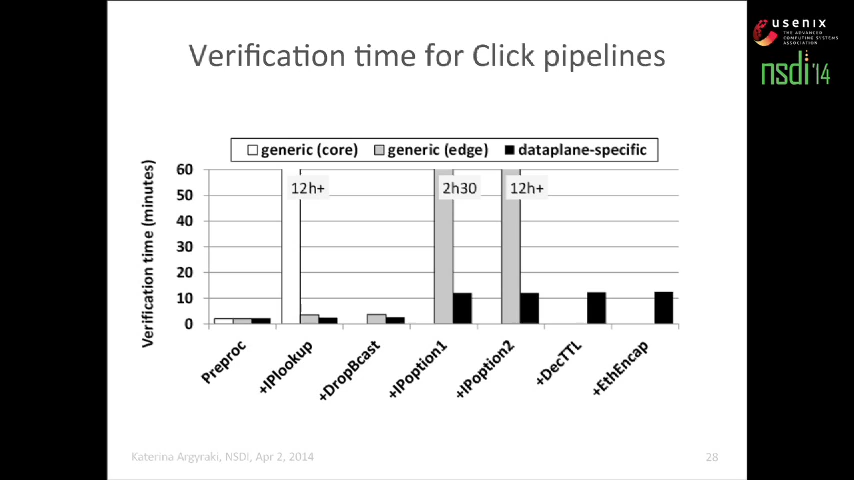 usenix
THE ADVANCED
COMPUTING SYSTEMS
ASSOCIATION
nsdi '14
Verification time for Click pipelines
generic (core) generic (edge) dataplane-specific
Verification time (minutes)
60
50
40
30
20
10
0
12h+ 2h30 12h+
Preproc +IPlookup +DropBcast +IPoption1 +IPoption2 +DecTTL +EthEncap
Katerina Argyraki, NSDI, Apr 2, 2014 28